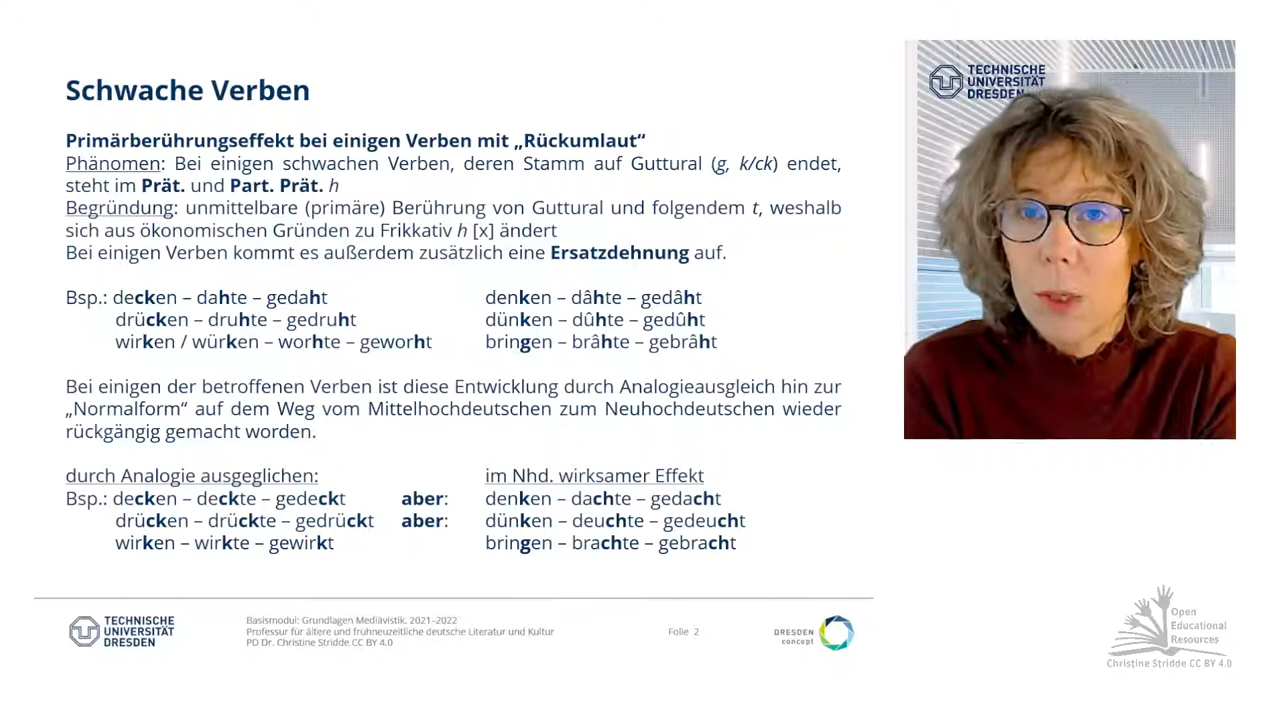 Schwache Verben
Primärberührungseffekt bei einigen Verben mit „Rückumlaut“
Phänomen: Bei einigen schwachen Verben, deren Stamm auf Guttural (g, k/ck) endet,
steht im Prät. und Part. Prät. h
Begründung: unmittelbare (primäre) Berührung von Guttural und folgendem t, weshalb
sich aus ökonomischen Gründen zu Frikkativ h [x] ändert
Bei einigen Verben kommt es außerdem zusätzlich eine Ersatzdehnung auf.
Bsp.: decken – dahte – gedaht denken – dâhte – gedâht
drücken – druhte – gedruht dünken – dûhte – gedûht
wirken / würken – worhte – geworht bringen – brâhte – gebrâht
Bei einigen der betroffenen Verben ist diese Entwicklung durch Analogieausgleich hin zur
„Normalform“ auf dem Weg vom Mittelhochdeutschen zum Neuhochdeutschen wieder
rückgängig gemacht worden.
durch Analogie ausgeglichen: im Nhd. wirksamer Effekt
Bsp.: decken – deckte – gedeckt aber: denken – dachte – gedacht
drücken – drückte – gedrückt aber: dünken – deuchte – gedeucht
wirken – wirkte – gewirkt bringen – brachte – gebracht
TECHNISCHE
UNIVERSITÄT
DRESDEN
Basismodul: Grundlagen Mediävistik, 2021–2022
Professur für ältere und frühneuzeitliche deutsche Literatur und Kultur
PD Dr. Christine Stridde CC BY 4.0
Folie 2
DRESDEN
concept
TECHNISCHE
UNIVERSITÄT
DRESDEN
Open
Educational
Resources
Christine Stridde CC BY 4.0